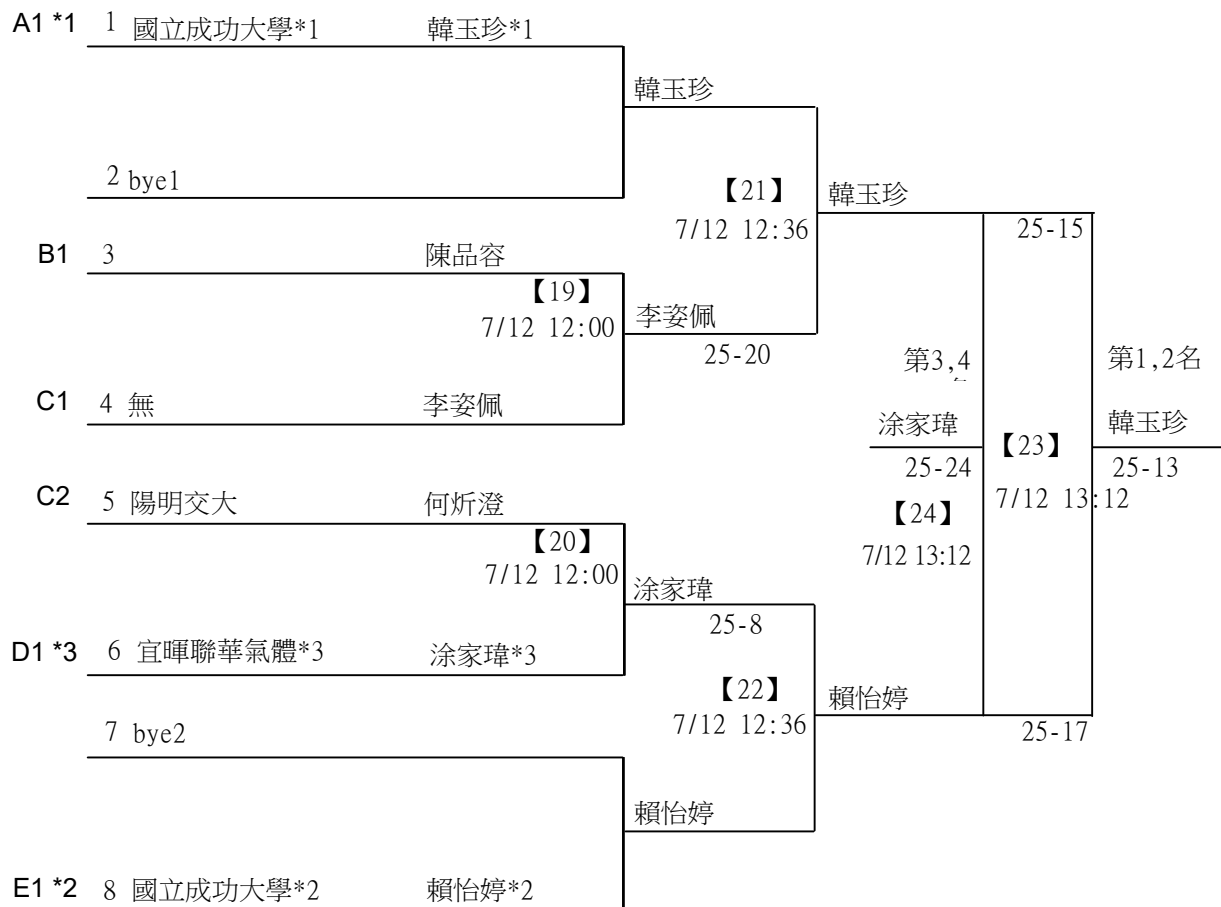 A1 *1 1 國立成功大學*1 韓玉珍*1
韓玉珍
2 bye1
【21】 韓玉珍
7/12 12:36 25-15
B1 3 陳品容
【19】
7/12 12:00 李姿佩
25-20 第3,4 第1,2名
C1 4 無 李姿佩
涂家瑋 【23】 韓玉珍
25-24 25-13
C2 5 陽明交大 何炘澄
7/12 13:12
【20】 【24】
7/12 12:00 7/12 13:12
涂家瑋
25-8
D1 *3 6 宜暉聯華氣體*3 涂家瑋*3
【22】 賴怡婷
7/12 12:36 25-17
7 bye2
賴怡婷
E1 *2 8 國立成功大學*2 賴怡婷*2